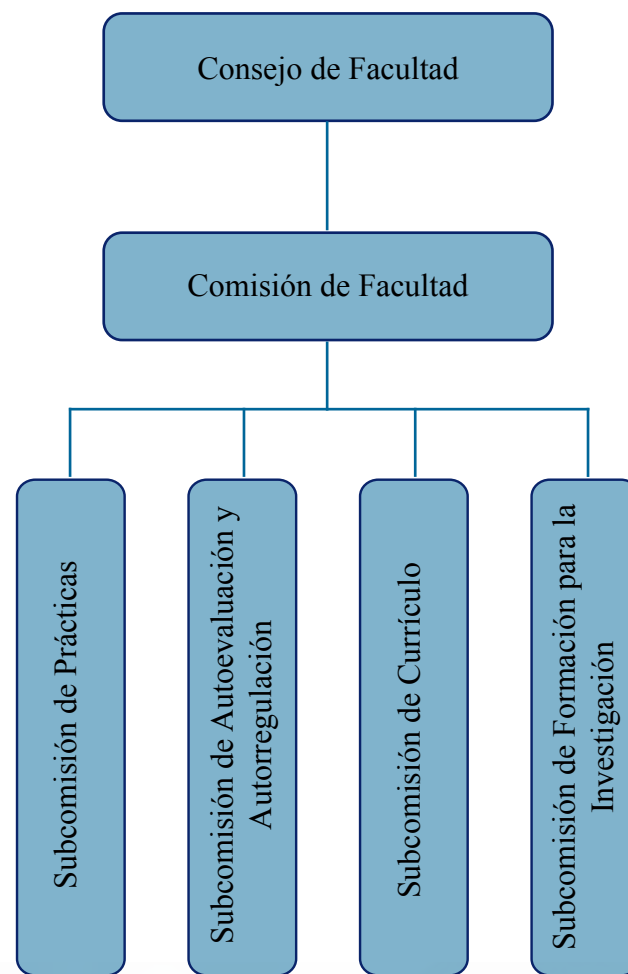 Consejo de Facultad
Comisión de Facultad
Subcomisión de Prácticas
Subcomisión de Autoevaluación y
Autorregulación
Subcomisión de Currículo
Subcomisión de Formación para la
Investigación